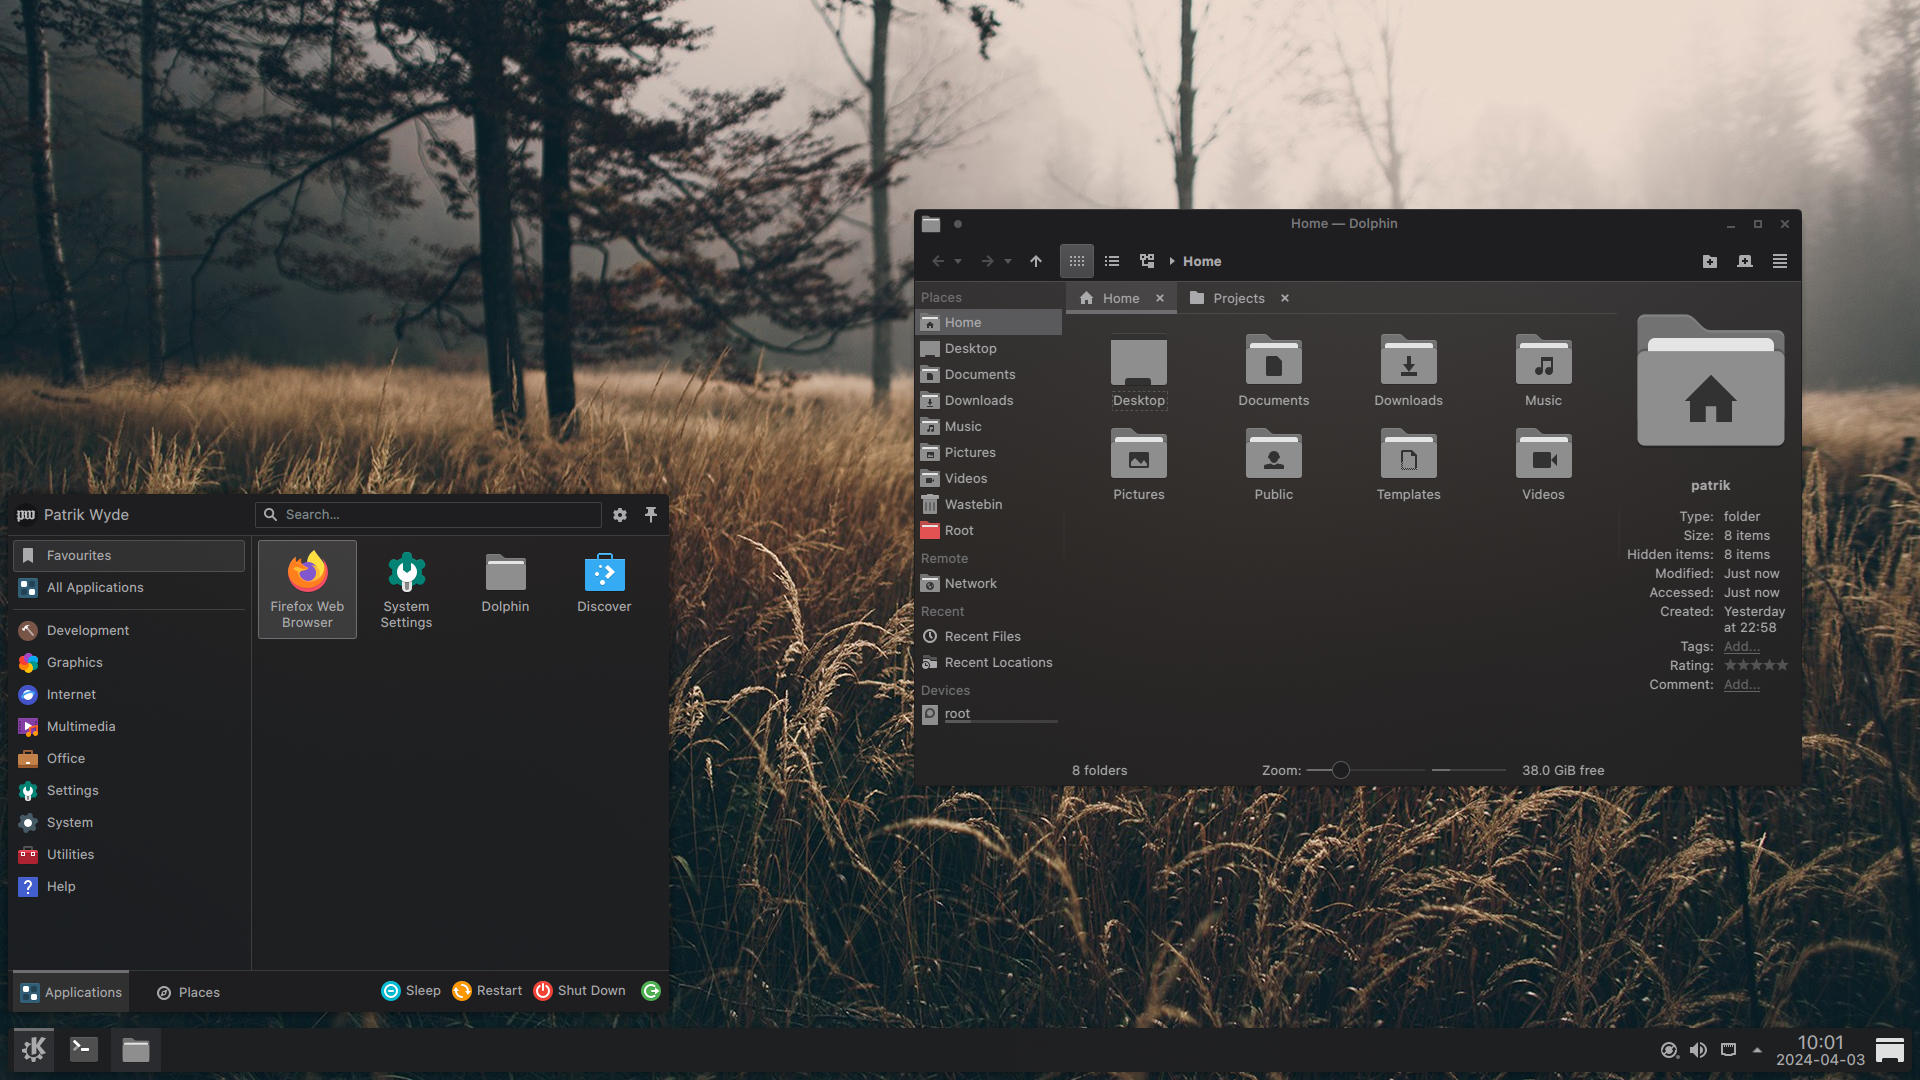 Home — Dolphin
Home
Places
Home
Desktop
Documents
Downloads
Music
Pictures
Videos
Wastebin
Root
Remote
Network
Recent
Recent Files
Recent Locations
Devices
root
Home
Projects
Desktop
Documents
Downloads
Music
Pictures
Public
Templates
Videos
8 folders
Zoom:
38.0 GiB free
patrik
Type: folder
Size: 8 items
Hidden items: 8 items
Modified: Just now
Accessed: Just now
Created: Yesterday
at 22:58
Tags: Add...
Rating:
Comment: Add...
pw
Patrik Wyde
Search...
Favourites
All Applications
Development
Graphics
Internet
Multimedia
Office
Settings
System
Utilities
Help
Firefox Web
Browser
System
Settings
Dolphin
Discover
Applications
Places
Sleep
Restart
Shut Down
10:01
2024-04-03